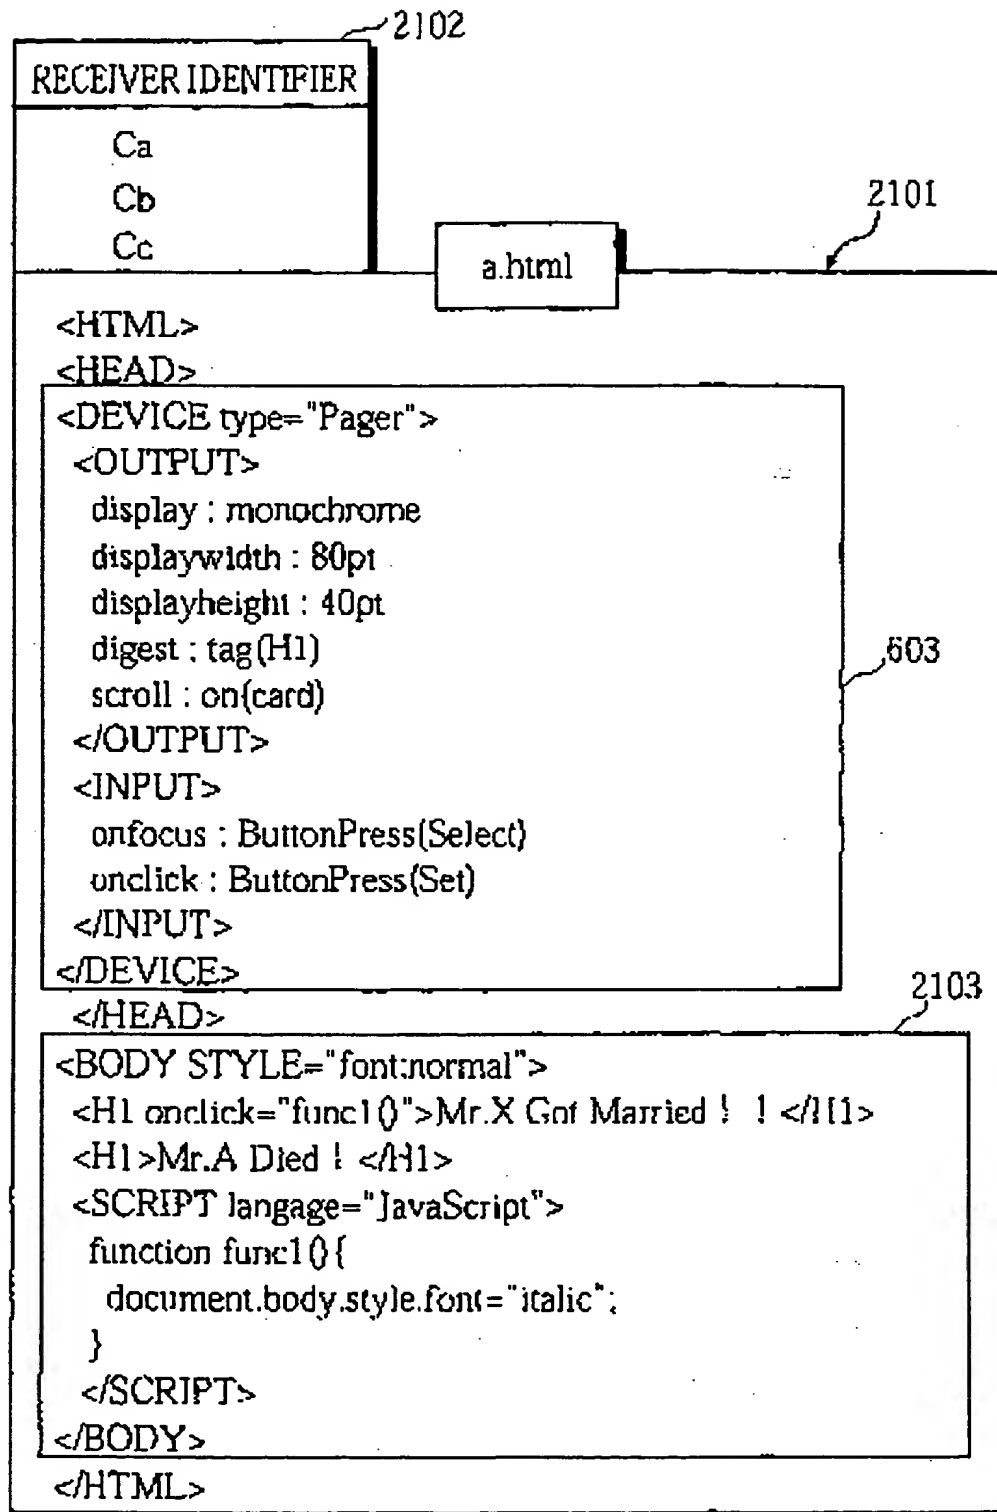 2102
RECEIVER IDENTIFIER
Ca
Cb
Cc
2101
a.html
<HTML>
<HEAD>
<DEVICE type="Pager">
<OUTPUT>
display : monochrome
displaywidth : 80pt
displayheight : 40pt
digest : tag(H1)
scroll : on(card)
</OUTPUT>
603
<INPUT>
onfocus : ButtonPress(Select)
onclick : ButtonPress(Set)
</INPUT>
</DEVICE>
</HEAD>
2103
<BODY STYLE="font:normal">
<H1 onclick="func1()">Mr.X Got Married ! ! </H1>
<H1>Mr.A Died ! </H1>
<SCRIPT langage="JavaScript">
function func1(){
document.body.style.font="italic";
}
</SCRIPT>
</BODY>
</HTML>